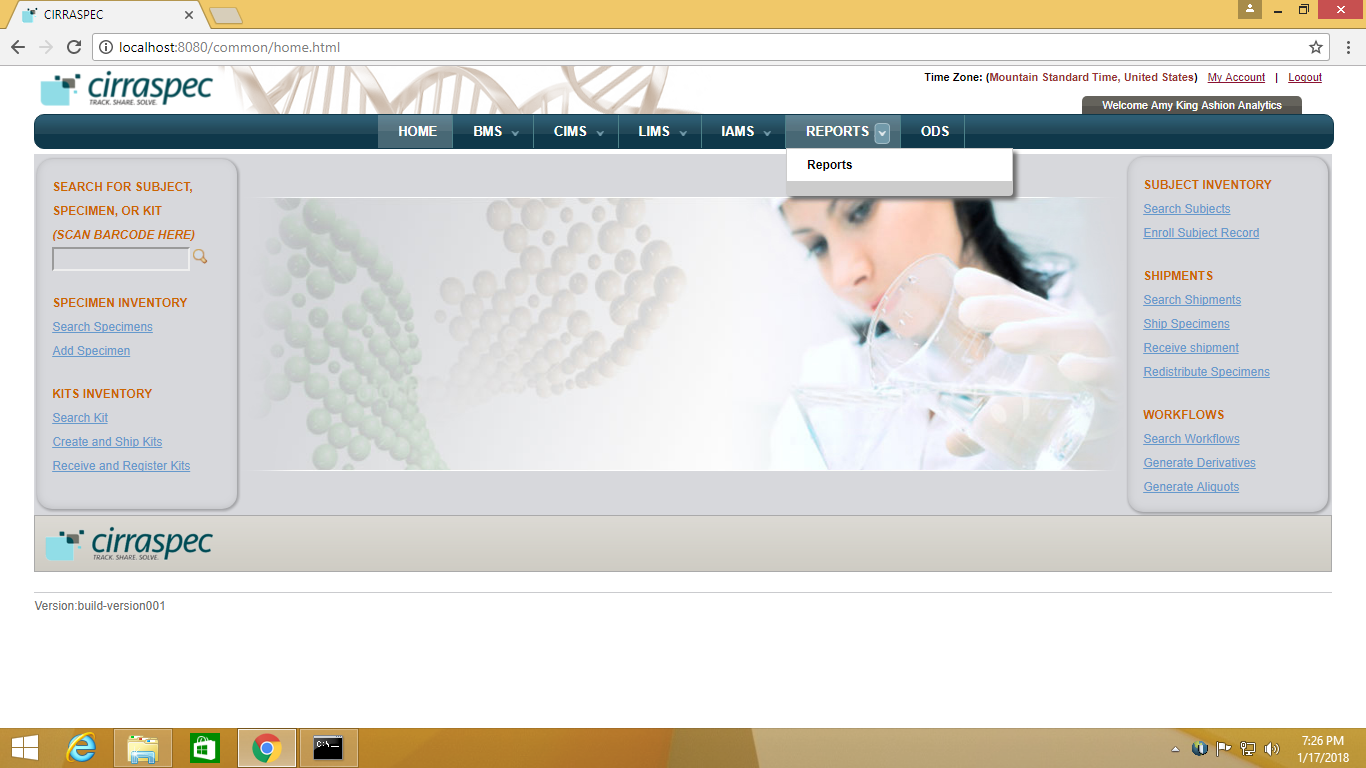 CIRRASPEC
localhost:8080/common/home.html
cirraspec
TRACK. SHARE. SOLVE.
Time Zone: (Mountain Standard Time, United States) My Account | Logout
Welcome Amy King Ashion Analytics
HOME BMS CIMS LIMS IAMS REPORTS ODS
Reports
SEARCH FOR SUBJECT,
SPECIMEN, OR KIT
(SCAN BARCODE HERE)
SPECIMEN INVENTORY
Search Specimens
Add Specimen
KITS INVENTORY
Search Kit
Create and Ship Kits
Receive and Register Kits
SUBJECT INVENTORY
Search Subjects
Enroll Subject Record
SHIPMENTS
Search Shipments
Ship Specimens
Receive shipment
Redistribute Specimens
WORKFLOWS
Search Workflows
Generate Derivatives
Generate Aliquots
cirraspec
TRACK. SHARE. SOLVE.
Version:build-version001
C:\_
7:26 PM
1/17/2018